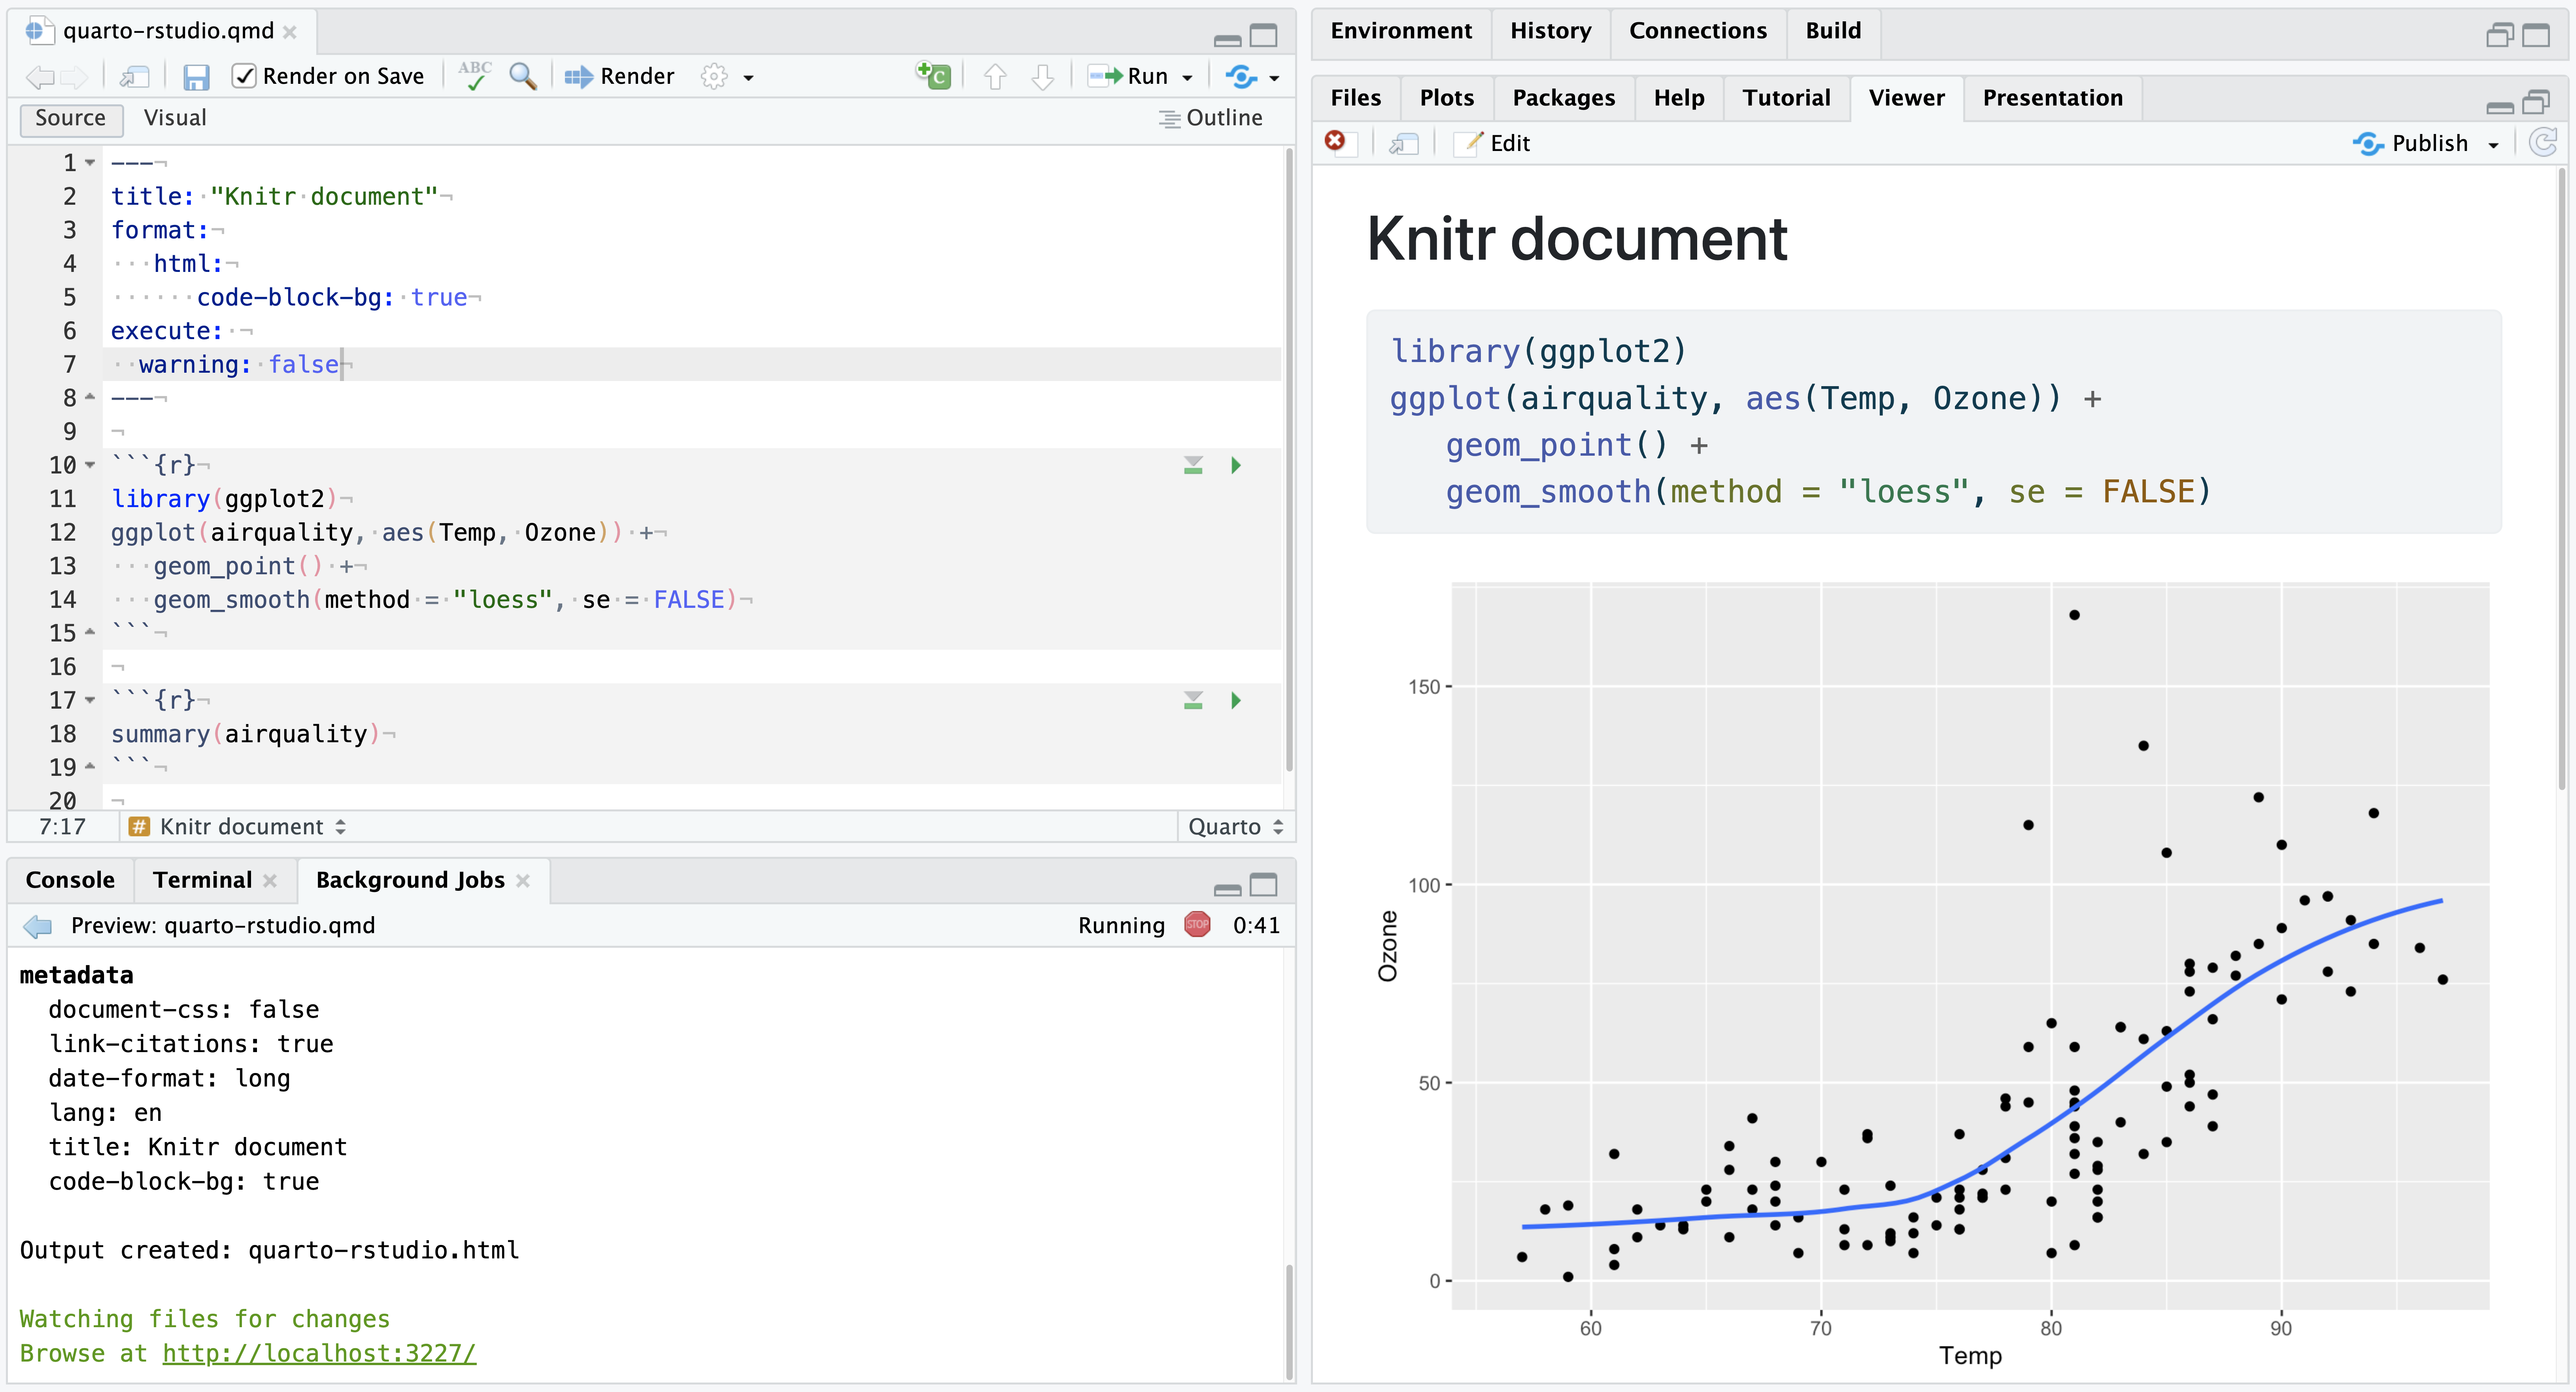 quarto-rstudio.qmd
Render on Save
ABC
Render
Run
Source Visual
Outline
1 ---
2 title: "Knitr document"
3 format:
4 html:
5 code-block-bg: true
6 execute:
7 warning: false
8 ---
9
10 ```{r}
11 library(ggplot2)
12 ggplot(airquality, aes(Temp, Ozone)) +
13 geom_point() +
14 geom_smooth(method = "loess", se = FALSE)
15 ```
16
17 ```{r}
18 summary(airquality)
19 ```
20
7:17 # Knitr document Quarto
Console Terminal Background Jobs
Preview: quarto-rstudio.qmd Running STOP 0:41
metadata
document-css: false
link-citations: true
date-format: long
lang: en
title: Knitr document
code-block-bg: true
Output created: quarto-rstudio.html
Watching files for changes
Browse at http://localhost:3227/
Environment History Connections Build
Files Plots Packages Help Tutorial Viewer Presentation
Edit Publish
Knitr document
library(ggplot2)
ggplot(airquality, aes(Temp, Ozone)) +
geom_point() +
geom_smooth(method = "loess", se = FALSE)
150
100
50
0
Ozone
60 70 80 90
Temp